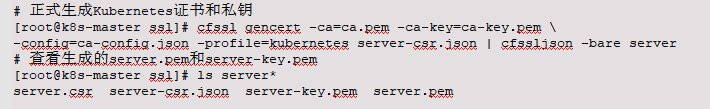 # 正式生成Kubernetes证书和私钥
[root@k8s-master ssl]# cfssl gencert -ca=ca.pem -ca-key=ca-key.pem \
-config=ca-config.json -profile=kubernetes server-csr.json | cfssljson -bare server
# 查看生成的server.pem和server-key.pem
[root@k8s-master ssl]# ls server*
server.csr  server-csr.json  server-key.pem  server.pem